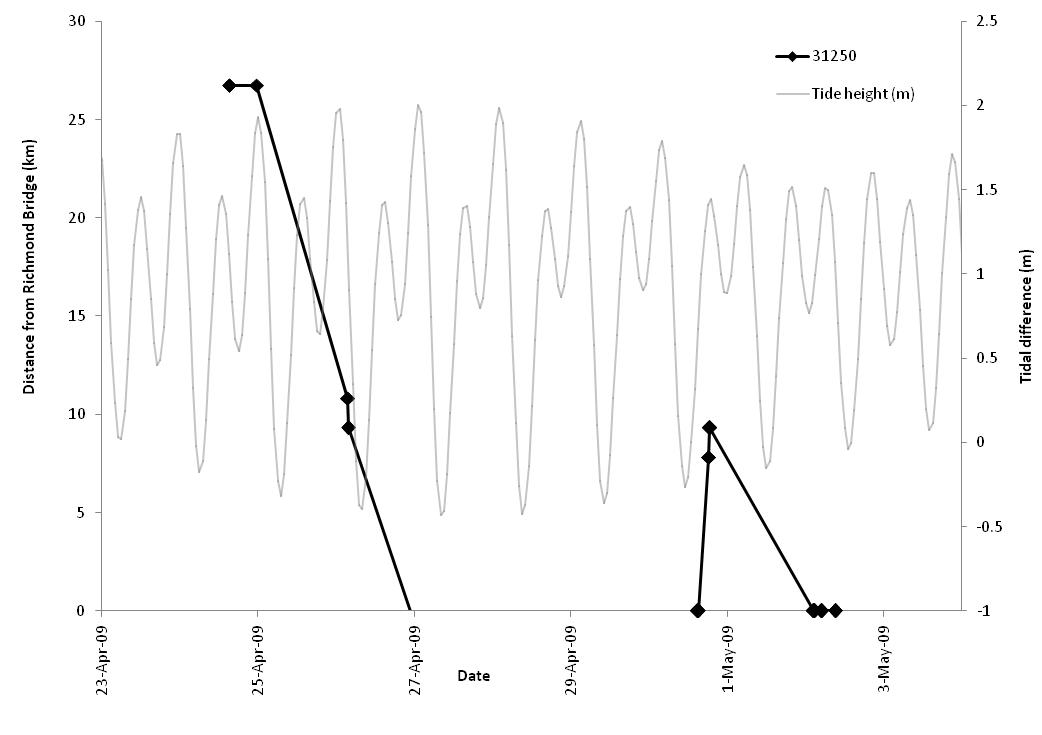 30
25
20
15
10
5
0
Distance from Richmond Bridge (km)
2.5
2
1.5
1
0.5
0
-0.5
-1
Tidal difference (m)
31250
Tide height (m)
23-Apr-09
25-Apr-09
27-Apr-09
29-Apr-09
1-May-09
3-May-09
Date